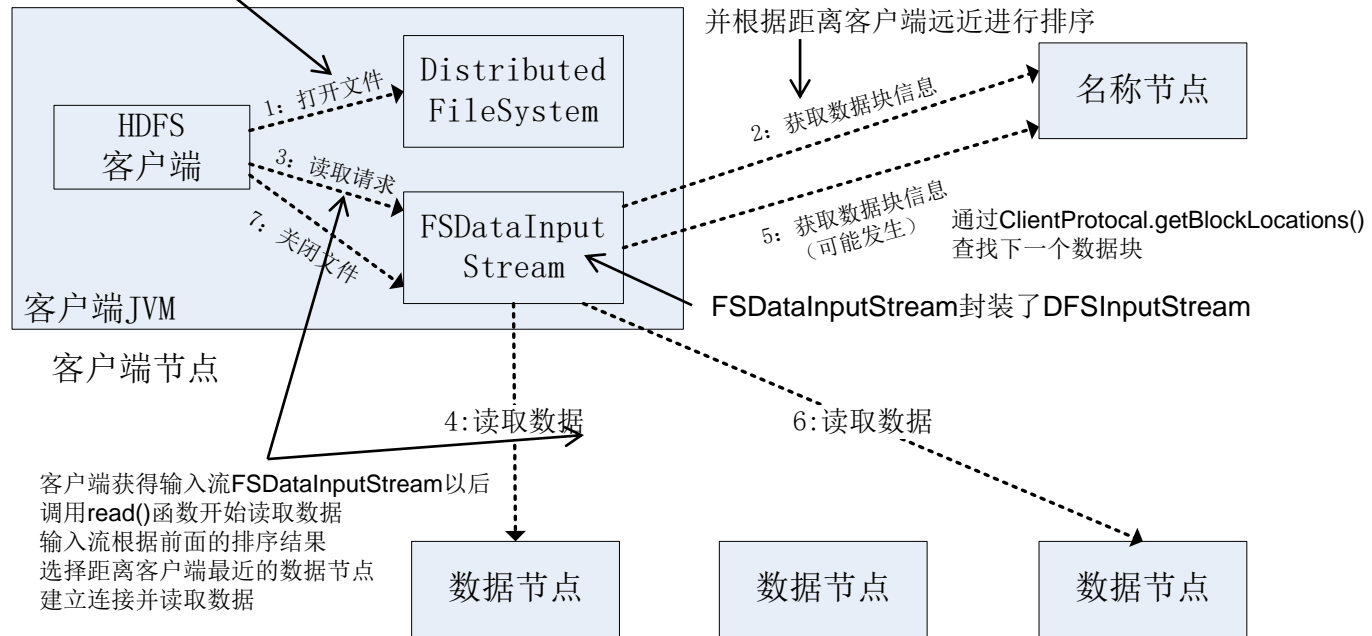 并根据距离客户端远近进行排序
Distributed
FileSystem
1: 打开文件
HDFS
客户端
2: 获取数据块信息
名称节点
3: 读取请求
FSDataInput
Stream
7: 关闭文件
5: 获取数据块信息
（可能发生）
通过ClientProtocal.getBlockLocations()
查找下一个数据块
客户端JVM
FSDataInputStream封装了DFSInputStream
客户端节点
4:读取数据
6:读取数据
客户端获得输入流FSDataInputStream以后
调用read()函数开始读取数据
输入流根据前面的排序结果
选择距离客户端最近的数据节点
建立连接并读取数据
数据节点
数据节点
数据节点